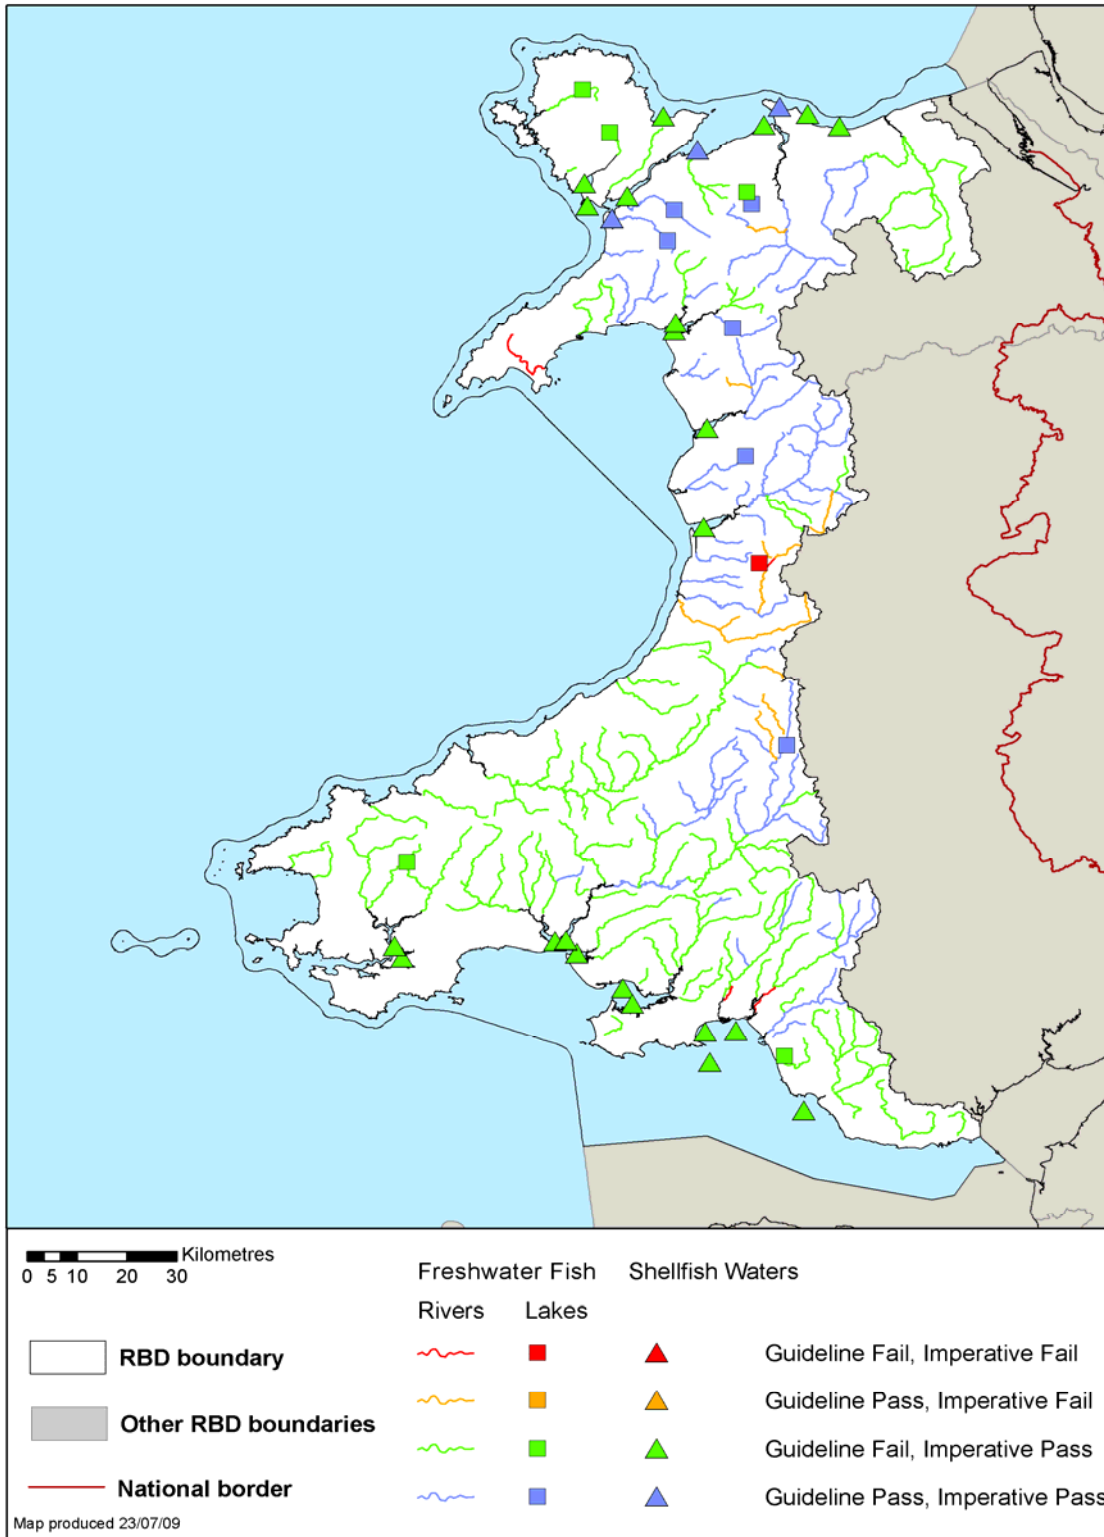 Kilometres
0 5 10 20 30
Freshwater Fish Shellfish Waters
Rivers Lakes
RBD boundary
Guideline Fail, Imperative Fail
Other RBD boundaries
Guideline Pass, Imperative Fail
Guideline Fail, Imperative Pass
National border
Guideline Pass, Imperative Pass
Map produced 23/07/09